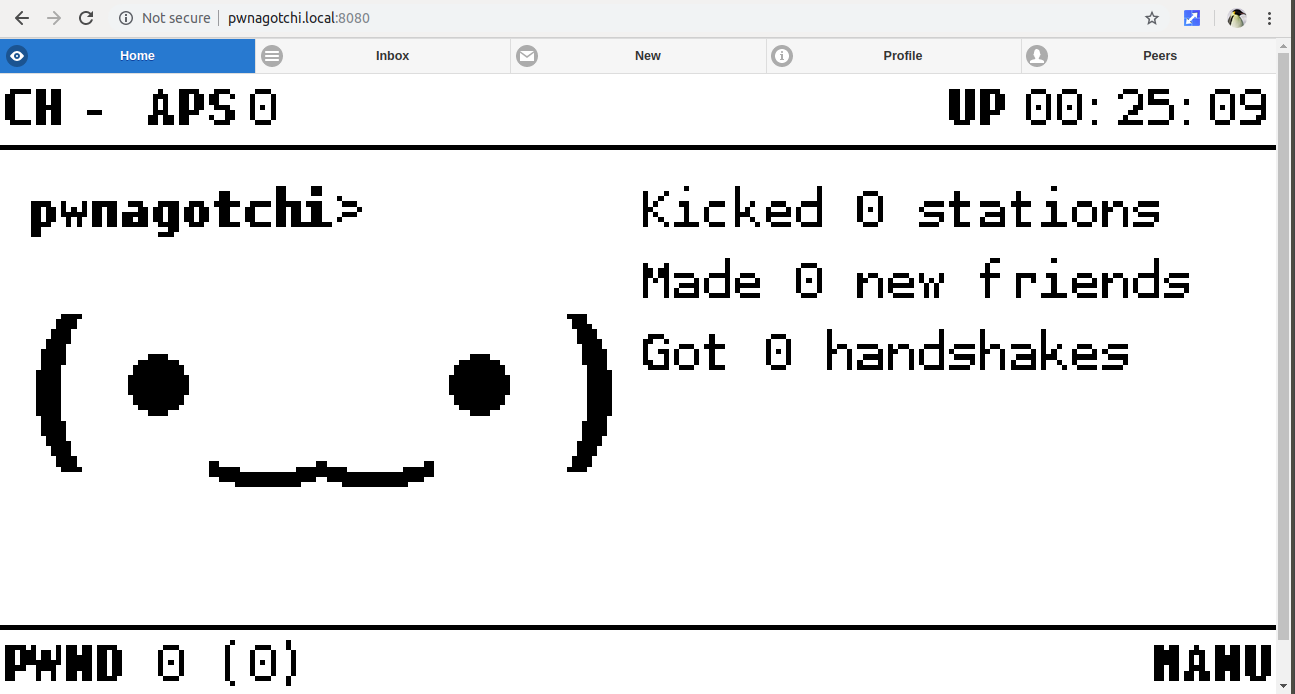 Not secure | pwnagotchi.local:8080
Home Inbox New Profile Peers
CH - APS 0 UP 00:25:09
pwnagotchi>
Kicked 0 stations
Made 0 new friends
Got 0 handshakes
PWND 0 (0) MANU